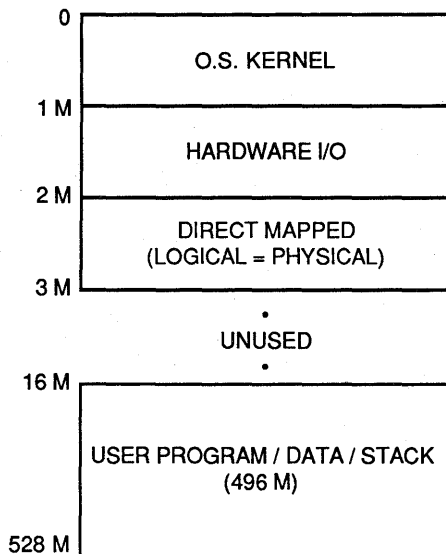 0
O.S. KERNEL
1 M
HARDWARE I/O
2 M
DIRECT MAPPED
(LOGICAL = PHYSICAL)
3 M
UNUSED
16 M
USER PROGRAM / DATA / STACK
(496 M)
528 M